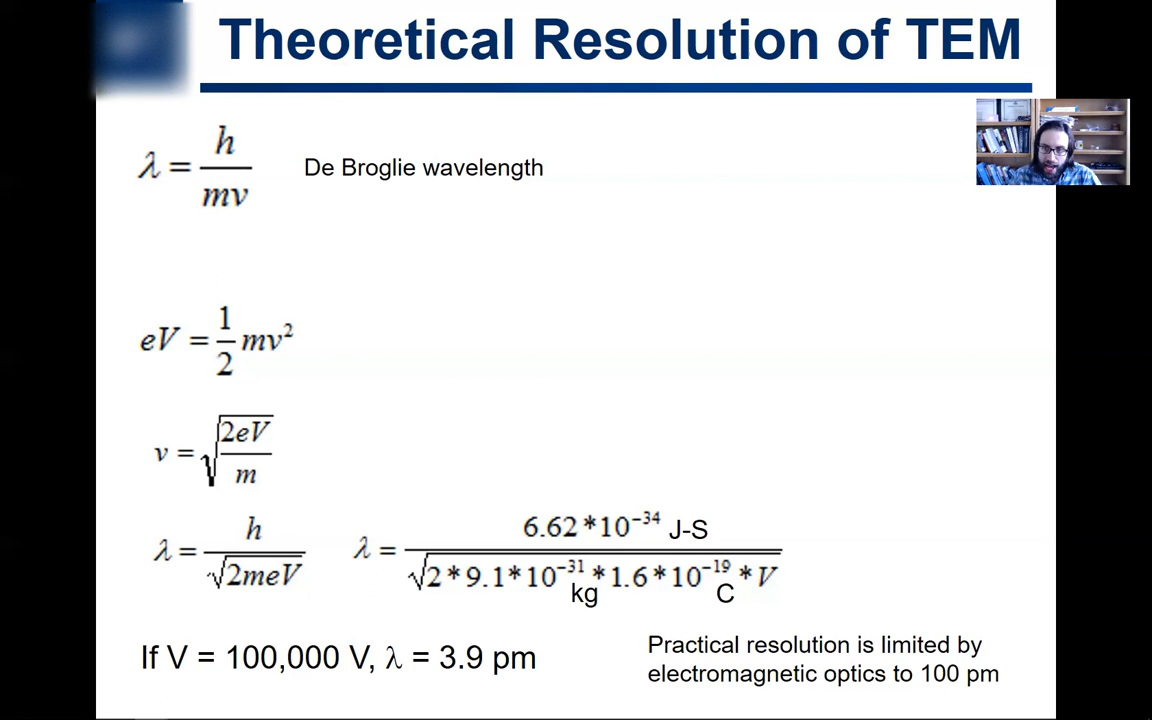 Theoretical Resolution of TEM
λ = h / mv
De Broglie wavelength
eV = 1/2 mv²
v = √(2eV / m)
λ = h / √(2meV)
λ = 6.62*10⁻³⁴ J-S / √(2*9.1*10⁻³¹ kg *1.6*10⁻¹⁹ C *V)
If V = 100,000 V, λ = 3.9 pm
Practical resolution is limited by
electromagnetic optics to 100 pm